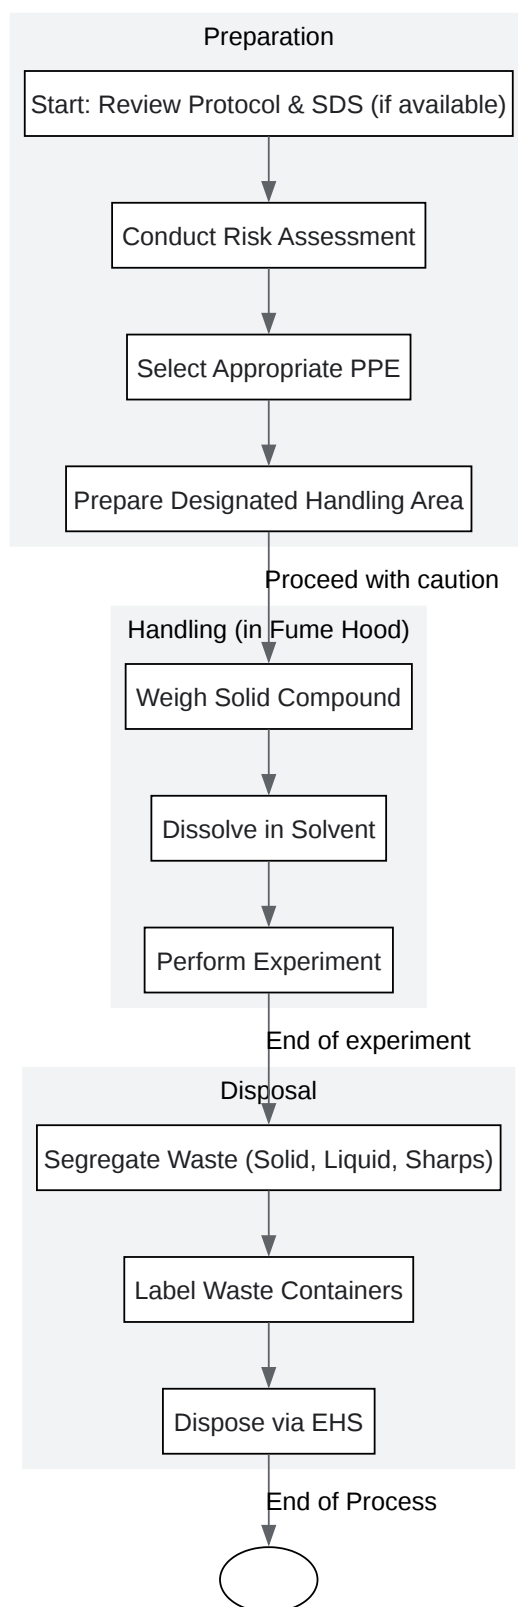 Preparation
Start: Review Protocol & SDS (if available)
Conduct Risk Assessment
Select Appropriate PPE
Prepare Designated Handling Area
Proceed with caution
Handling (in Fume Hood)
Weigh Solid Compound
Dissolve in Solvent
Perform Experiment
End of experiment
Disposal
Segregate Waste (Solid, Liquid, Sharps)
Label Waste Containers
Dispose via EHS
End of Process